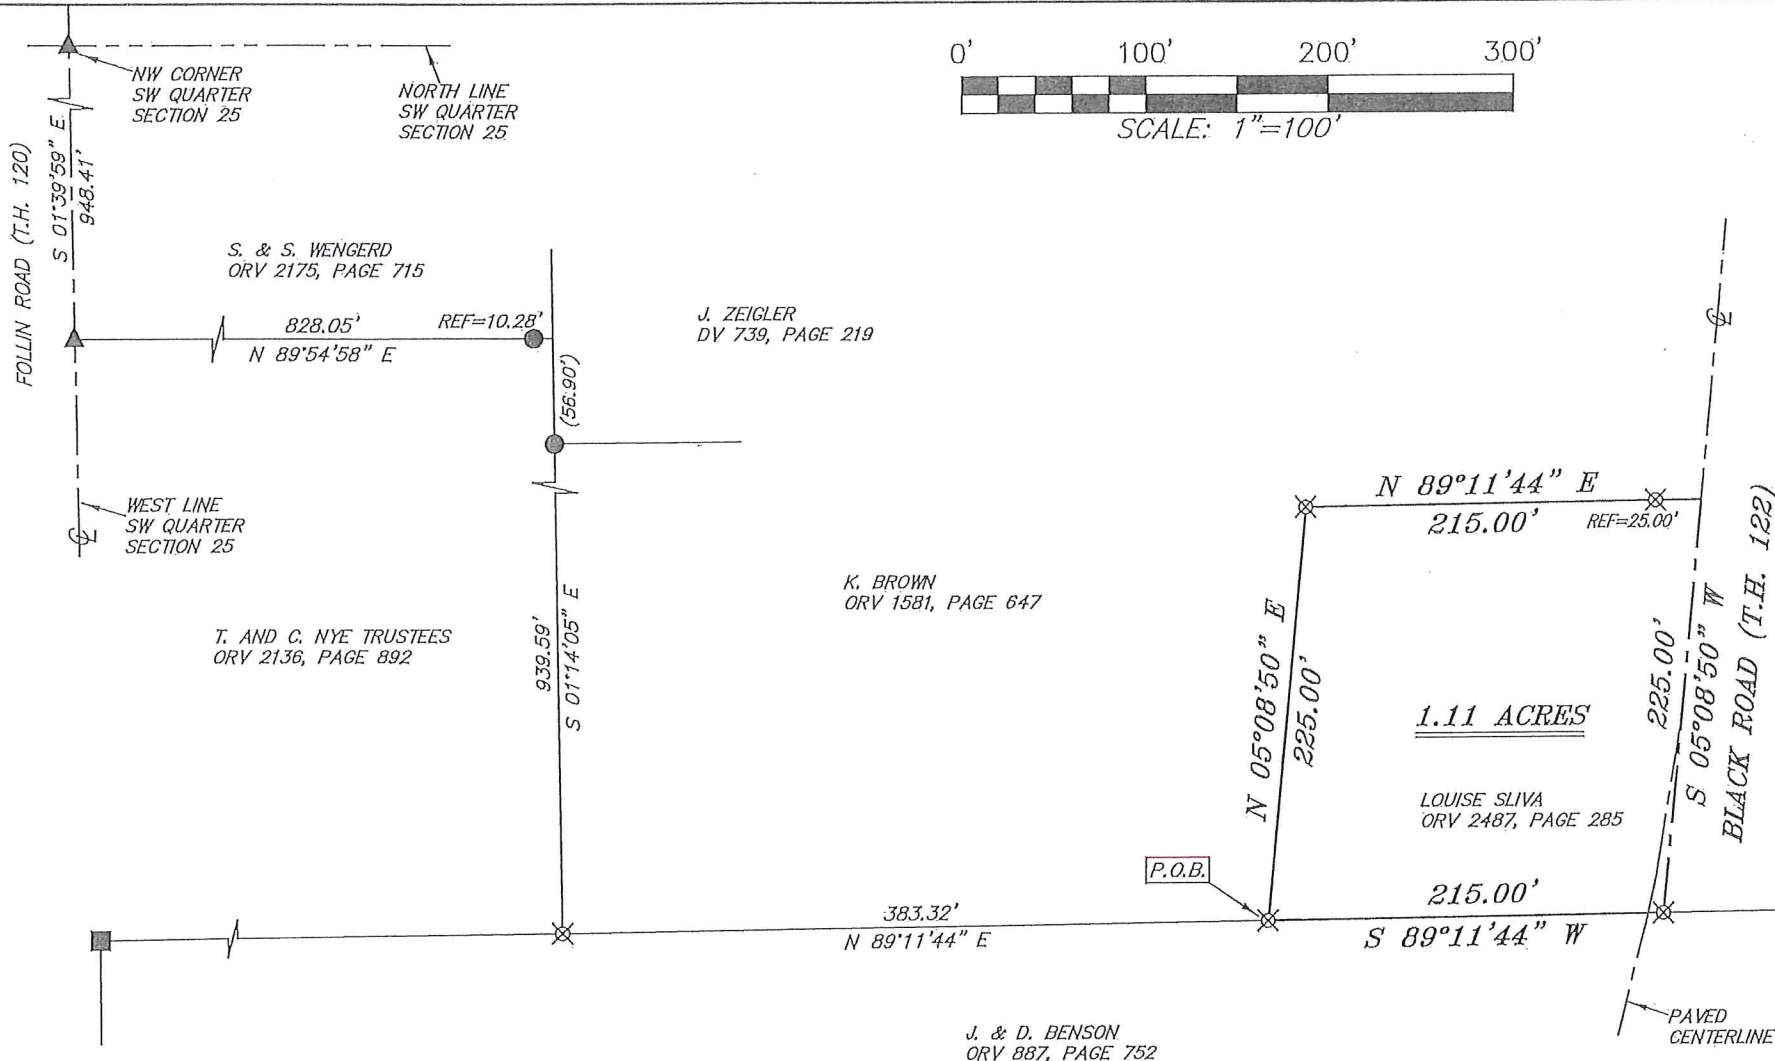 0' 100' 200' 300'
SCALE: 1"=100'
NW CORNER
SW QUARTER
SECTION 25
NORTH LINE
SW QUARTER
SECTION 25
FOLLIN ROAD (T.H. 120)
S 01°39'59" E
948.41'
S. & S. WENGERD
ORV 2175, PAGE 715
828.05'
N 89°54'58" E
REF=10.28'
J. ZEIGLER
DV 739, PAGE 219
(56.90')
WEST LINE
SW QUARTER
SECTION 25
T. AND C. NYE TRUSTEES
ORV 2136, PAGE 892
939.59'
S 01°14'05" E
K. BROWN
ORV 1581, PAGE 647
N 89°11'44" E
215.00'
REF=25.00'
N 05°08'50" E
225.00'
1.11 ACRES
LOUISE SLIVA
ORV 2487, PAGE 285
225.00'
S 05°08'50" W
BLACK ROAD (T.H. 122)
P.O.B.
383.32'
N 89°11'44" E
215.00'
S 89°11'44" W
J. & D. BENSON
ORV 887, PAGE 752
PAVED
CENTERLINE